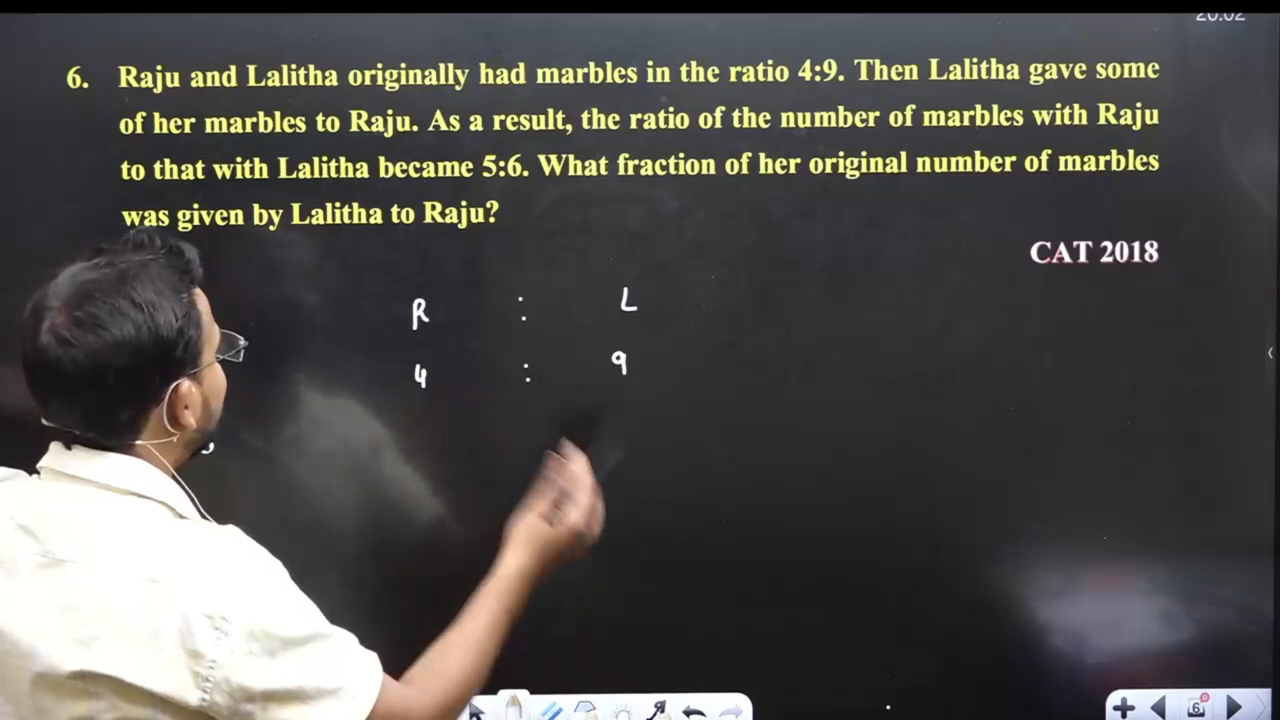 6. Raju and Lalitha originally had marbles in the ratio 4:9. Then Lalitha gave some
of her marbles to Raju. As a result, the ratio of the number of marbles with Raju
to that with Lalitha became 5:6. What fraction of her original number of marbles
was given by Lalitha to Raju?
CAT 2018
R : L
4 : 9
6